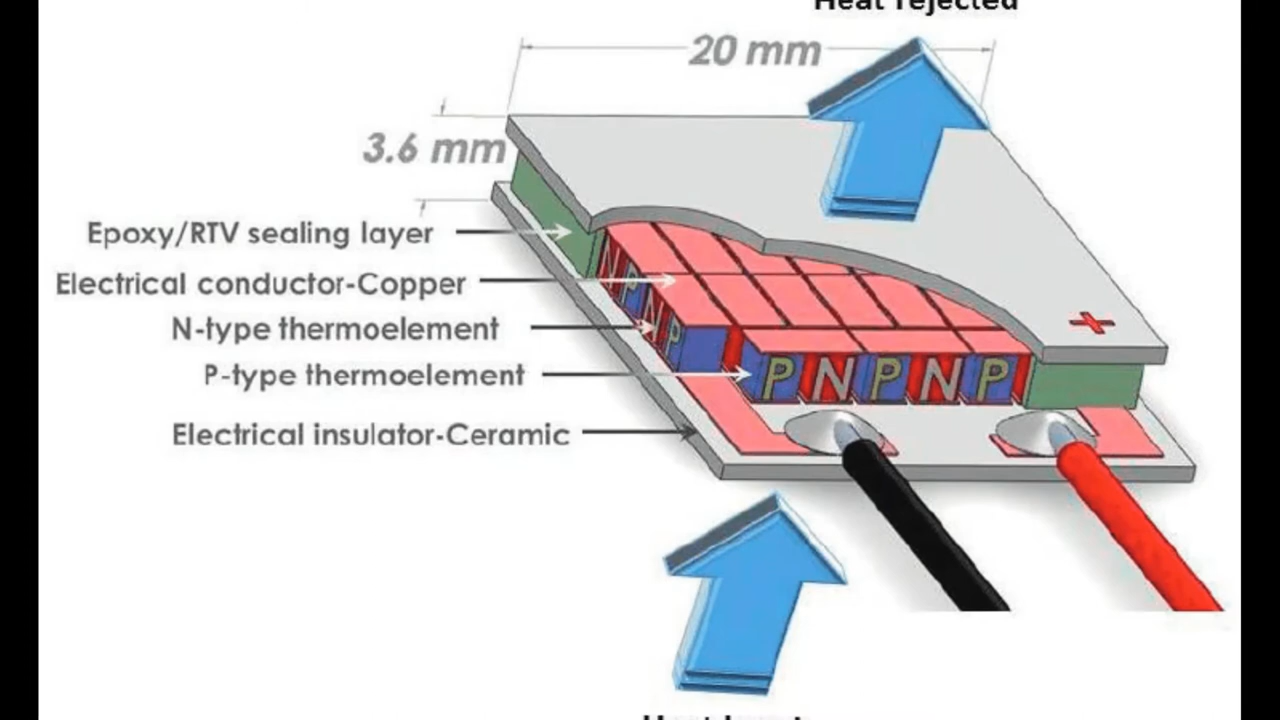 Heat rejected
20 mm
3.6 mm
Epoxy/RTV sealing layer
Electrical conductor-Copper
N-type thermoelement
P-type thermoelement
Electrical insulator-Ceramic
N P N P
P N P N P
+